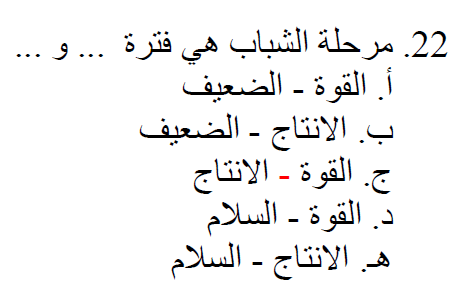 22. مرحلة الشباب هي فترة ... و ...
أ. القوة - الضعيف
ب. الانتاج - الضعيف
ج. القوة - الانتاج
د. القوة - السلام
هـ. الانتاج - السلام